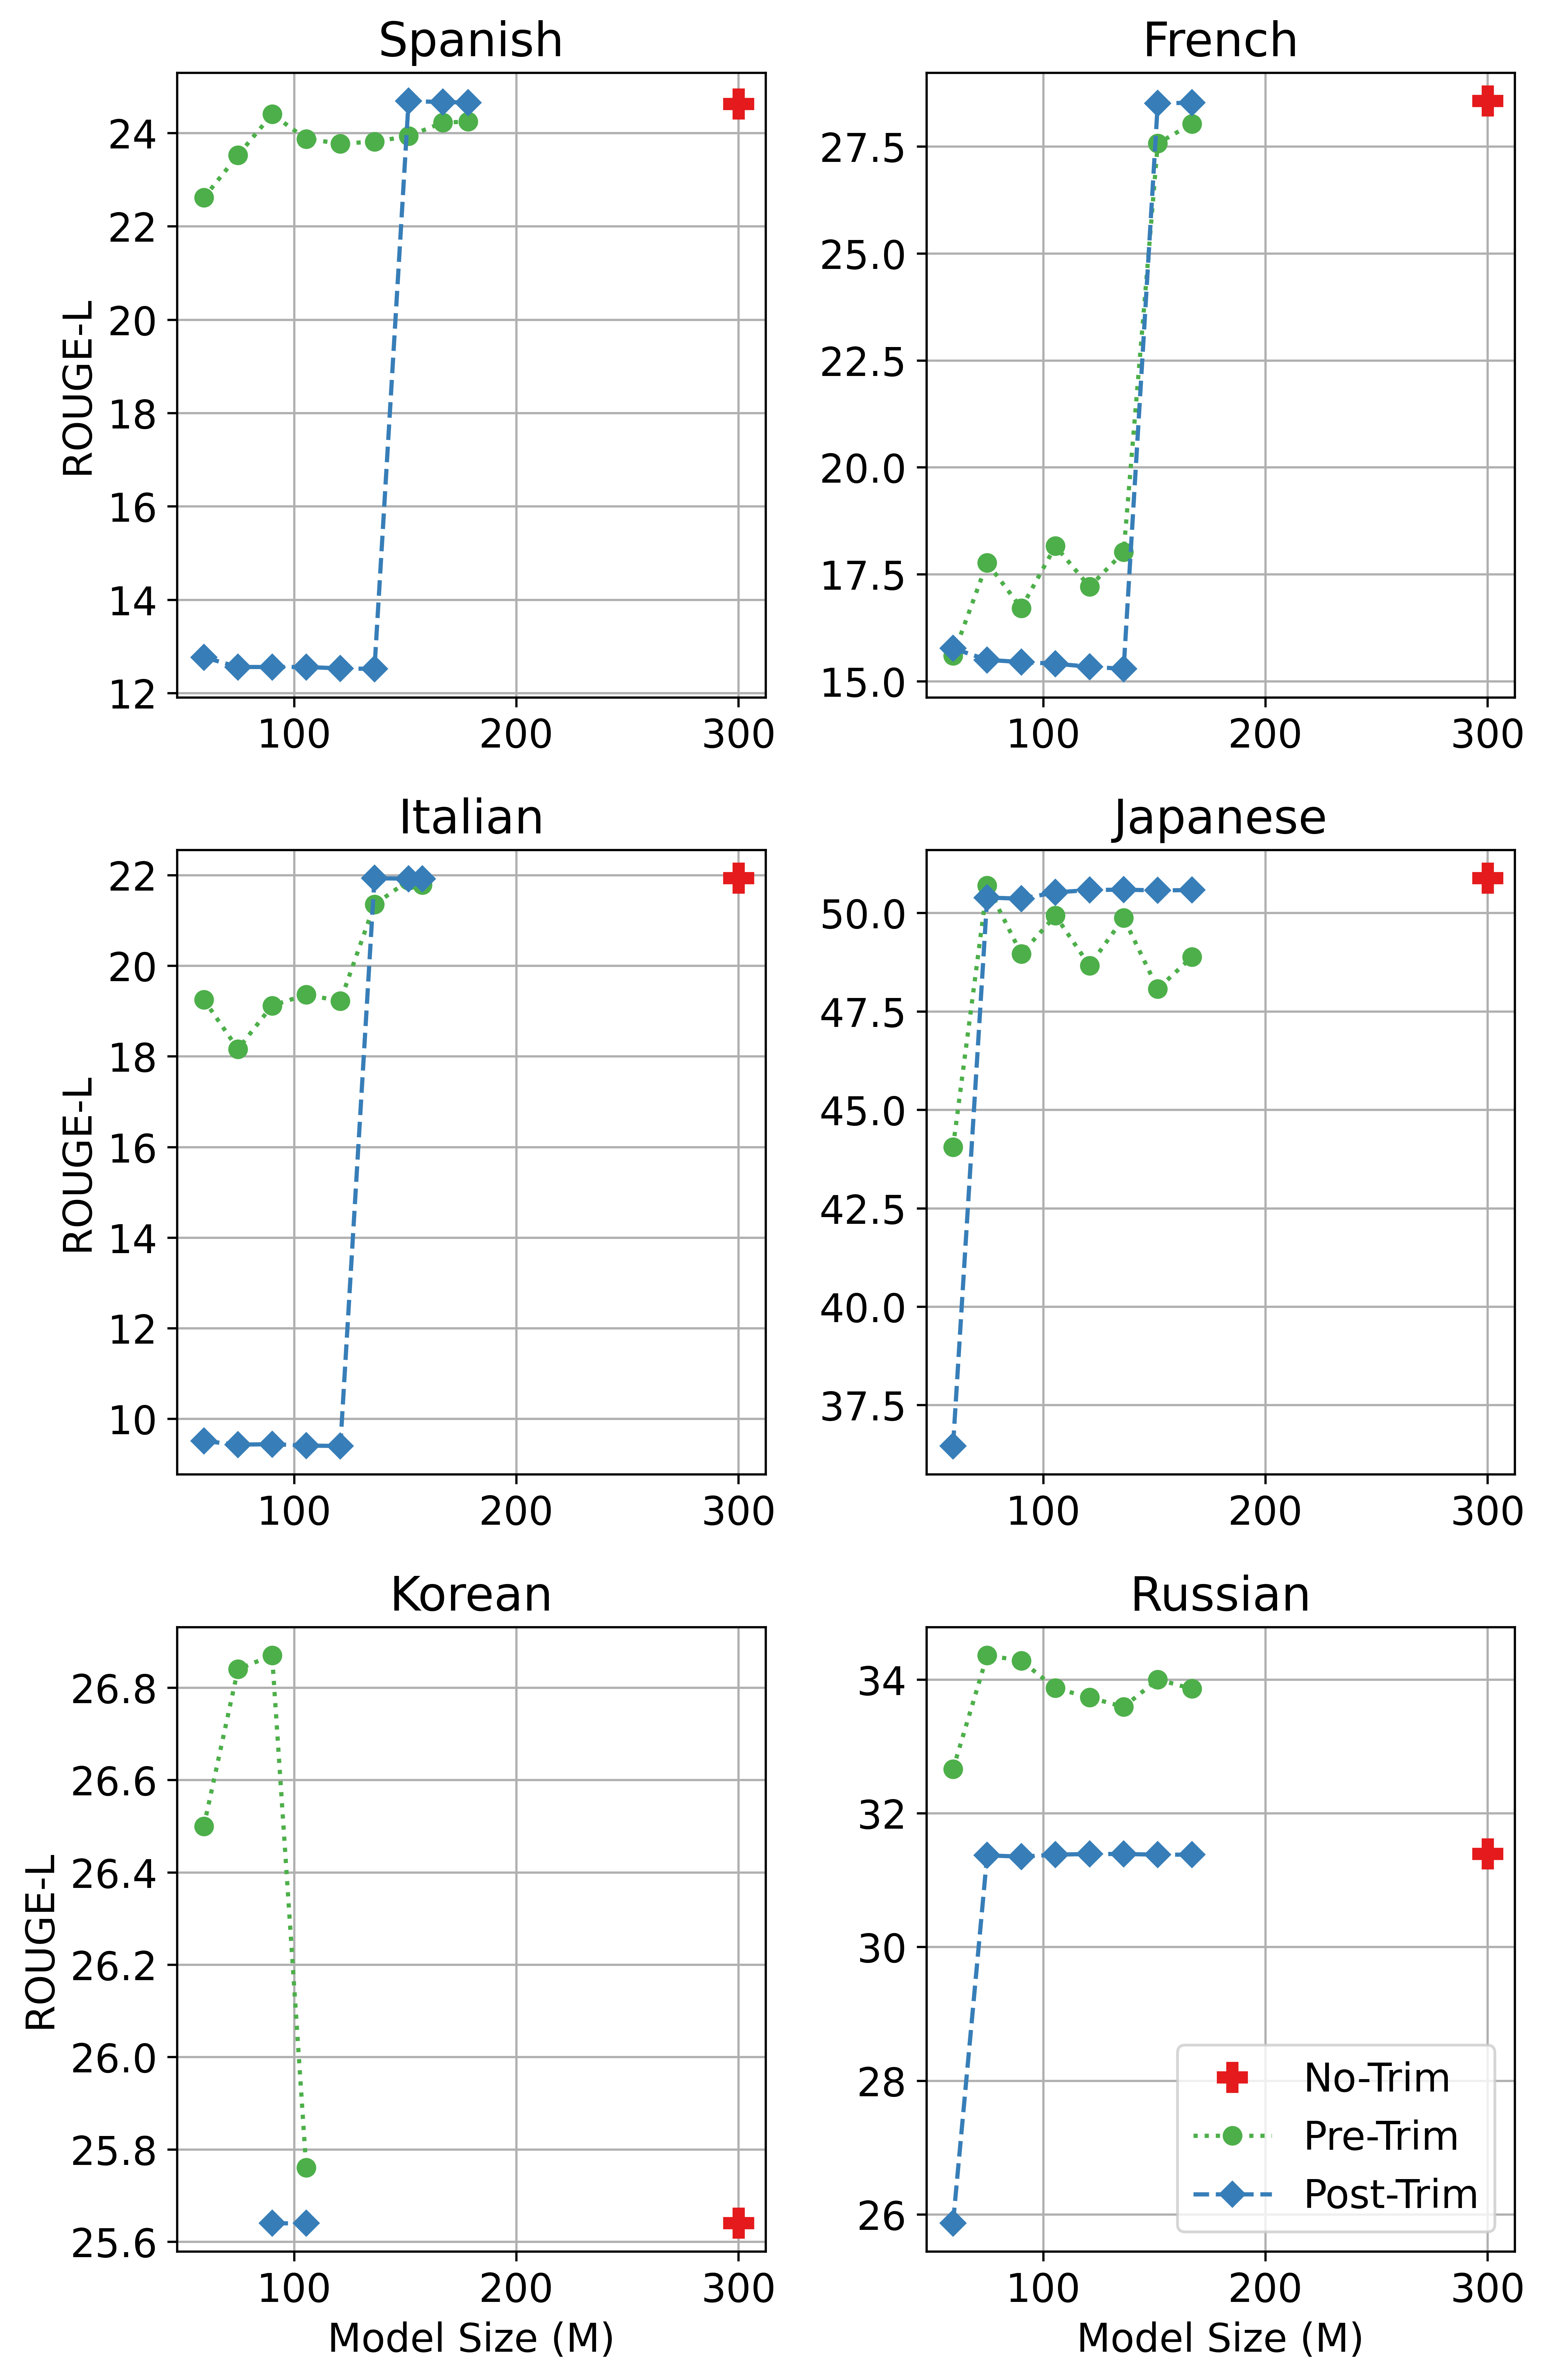 Spanish
ROUGE-L
24
22
20
18
16
14
12
100 200 300
French
27.5
25.0
22.5
20.0
17.5
15.0
100 200 300
Italian
ROUGE-L
22
20
18
16
14
12
10
100 200 300
Japanese
50.0
47.5
45.0
42.5
40.0
37.5
100 200 300
Korean
ROUGE-L
26.8
26.6
26.4
26.2
26.0
25.8
25.6
100 200 300
Model Size (M)
Russian
34
32
30
28
26
No-Trim
Pre-Trim
Post-Trim
100 200 300
Model Size (M)